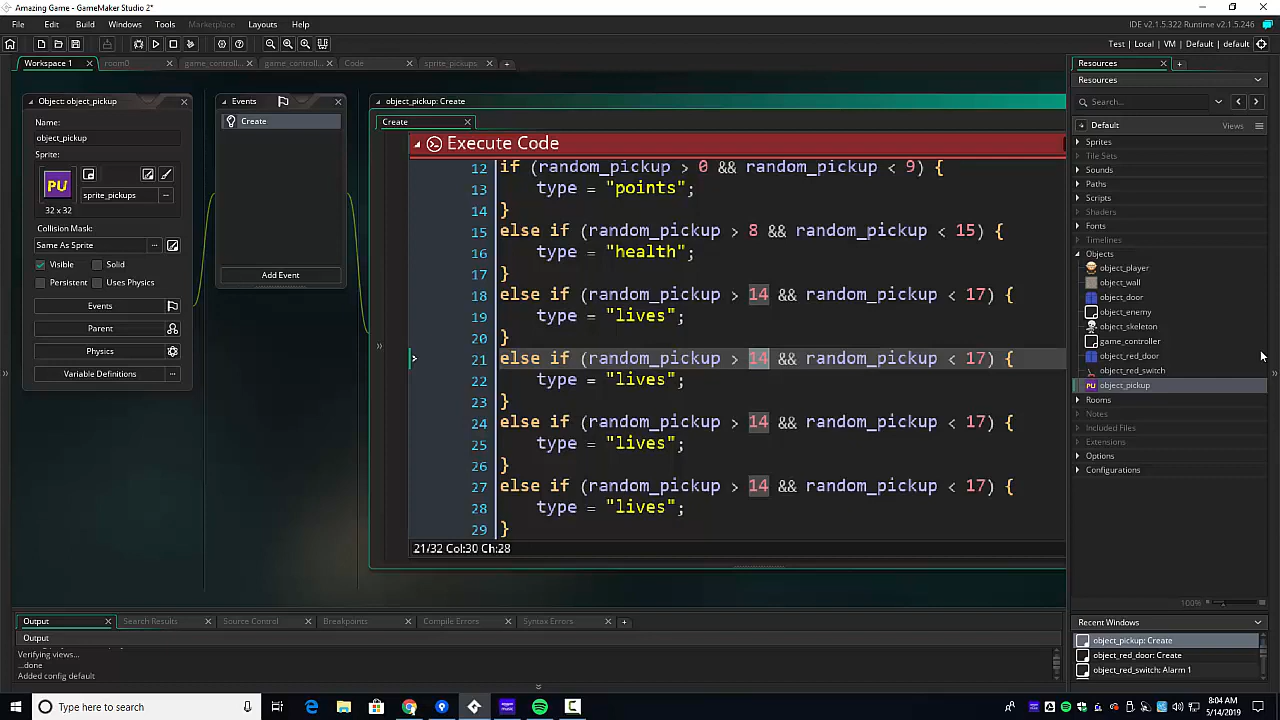 Amazing Game - GameMaker Studio 2*
File Edit Build Windows Tools Marketplace Layouts Help
IDE v2.1.5.322 Runtime v2.1.5.246
Test | Local | VM | Default | default
Workspace 1 room0 game_controll... game_controll... Code sprite_pickups
Object: object_pickup
Name:
object_pickup
Sprite:
PU
sprite_pickups
32 x 32
Collision Mask:
Same As Sprite
Visible Solid
Persistent Uses Physics
Events
Parent
Physics
Variable Definitions
Events
Create
Add Event
object_pickup: Create
Create
Execute Code
12 if (random_pickup > 0 && random_pickup < 9) {
13 type = "points";
14 }
15 else if (random_pickup > 8 && random_pickup < 15) {
16 type = "health";
17 }
18 else if (random_pickup > 14 && random_pickup < 17) {
19 type = "lives";
20 }
21 else if (random_pickup > 14 && random_pickup < 17) {
22 type = "lives";
23 }
24 else if (random_pickup > 14 && random_pickup < 17) {
25 type = "lives";
26 }
27 else if (random_pickup > 14 && random_pickup < 17) {
28 type = "lives";
29 }
21/32 Col:30 Ch:28
Resources
Resources
Search...
Default Views
Sprites
Tile Sets
Sounds
Paths
Scripts
Shaders
Fonts
Timelines
Objects
object_player
object_wall
object_door
object_enemy
object_skeleton
game_controller
object_red_door
object_red_switch
PU object_pickup
Rooms
Notes
Included Files
Extensions
Options
Configurations
100%
Recent Windows
object_pickup: Create
object_red_door: Create
object_red_switch: Alarm 1
Output Search Results Source Control Breakpoints Compile Errors Syntax Errors
Output
Verifying views...
...done
Added config default
Type here to search
8:04 AM
5/14/2019